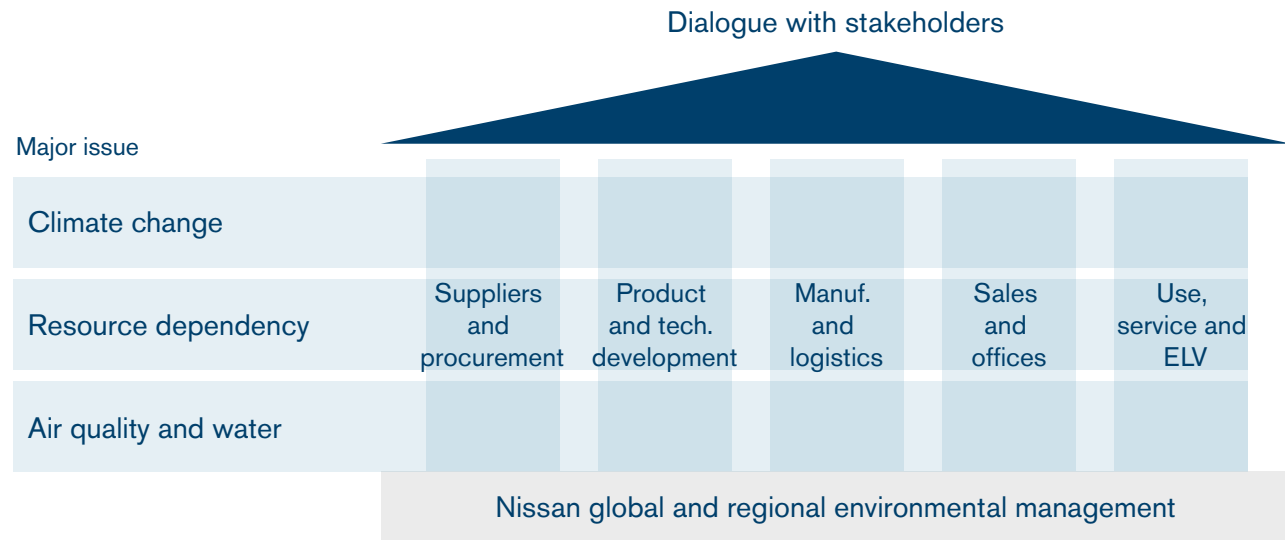 Dialogue with stakeholders
Major issue
Climate change
Resource dependency
Suppliers
and
procurement
Product
and tech.
development
Manuf.
and
logistics
Sales
and
offices
Use,
service and
ELV
Air quality and water
Nissan global and regional environmental management